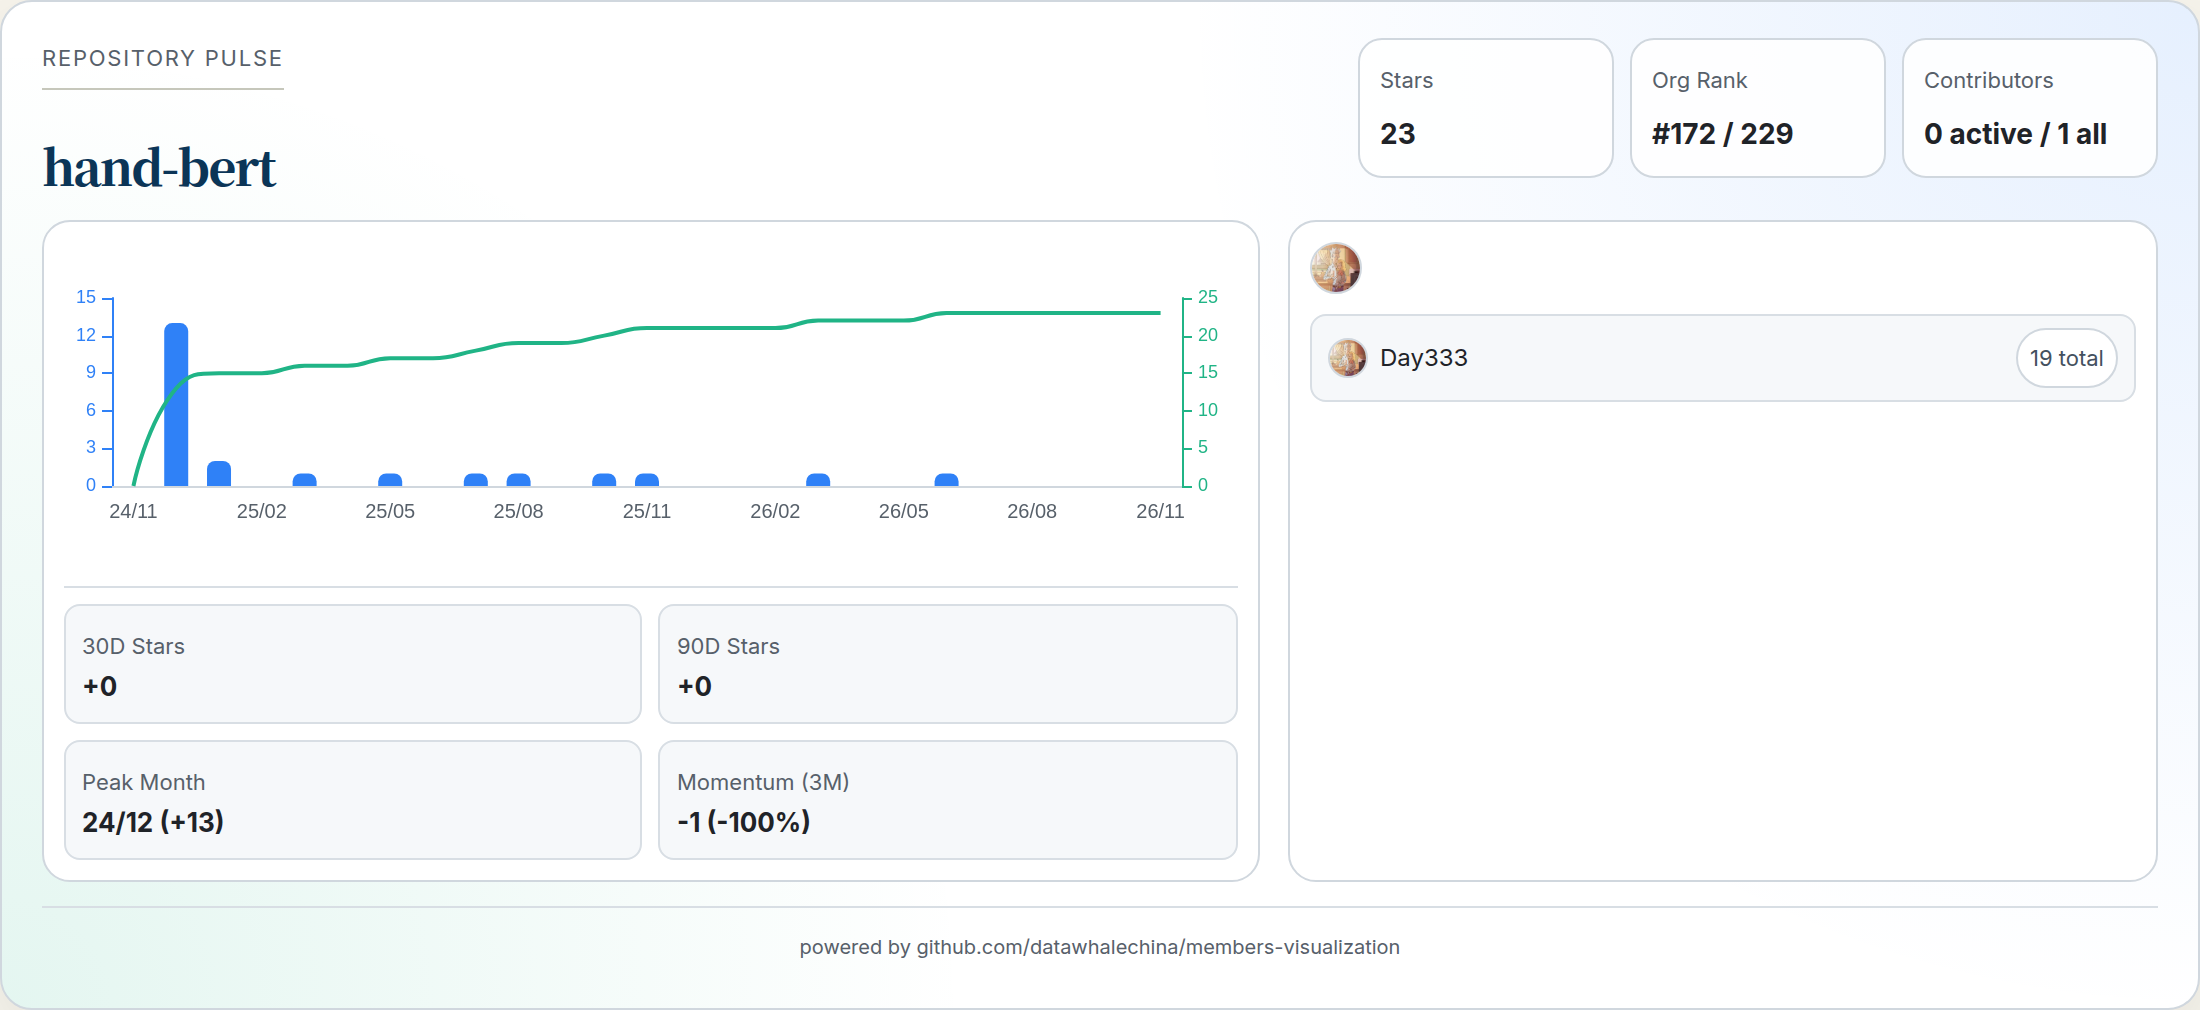 REPOSITORY PULSE
hand-bert
Stars
23
Org Rank
#172 / 229
Contributors
0 active / 1 all
15
12
9
6
3
0
25
20
15
10
5
0
24/11
25/02
25/05
25/08
25/11
26/02
26/05
26/08
26/11
30D Stars
+0
90D Stars
+0
Peak Month
24/12 (+13)
Momentum (3M)
-1 (-100%)
Day333
19 total
powered by github.com/datawhalechina/members-visualization